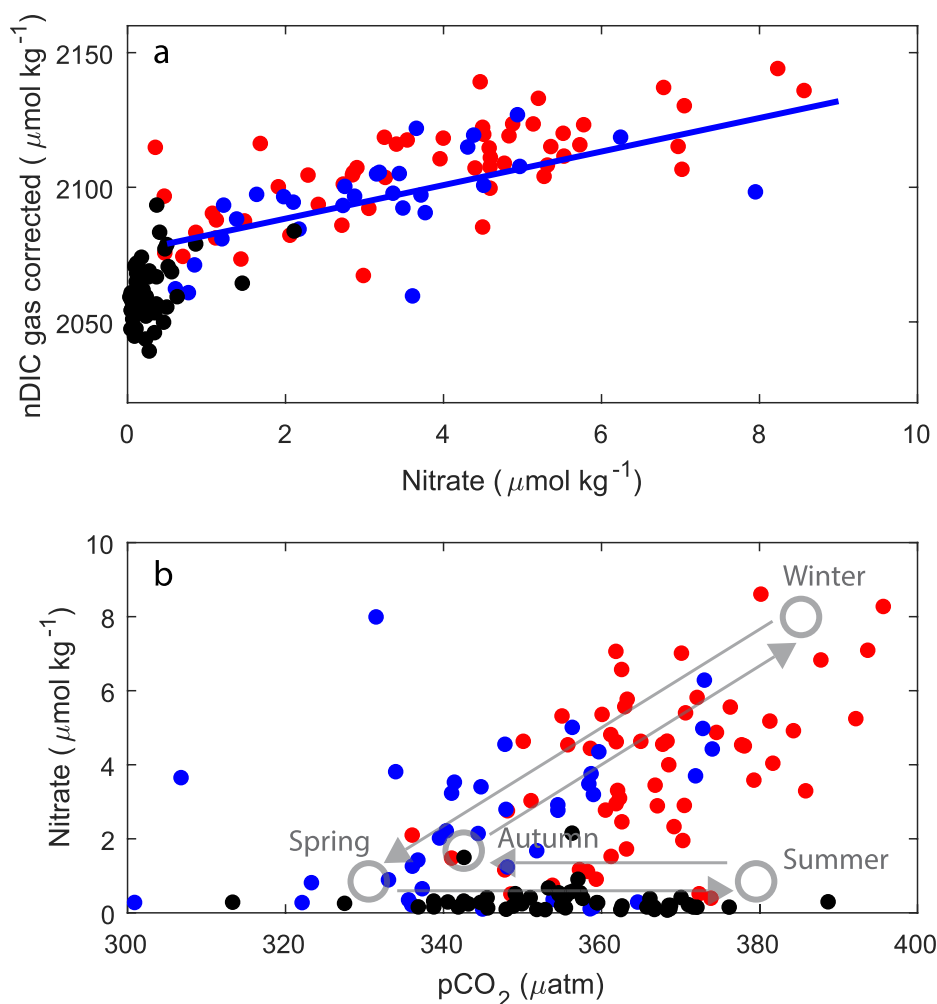 a
nDIC gas corrected ( μmol kg⁻¹)
2150
2100
2050
0 2 4 6 8 10
Nitrate ( μmol kg⁻¹)
b
Nitrate ( μmol kg⁻¹)
10
8
6
4
2
0
Winter
Spring
Autumn
Summer
300 320 340 360 380 400
pCO₂ (μatm)